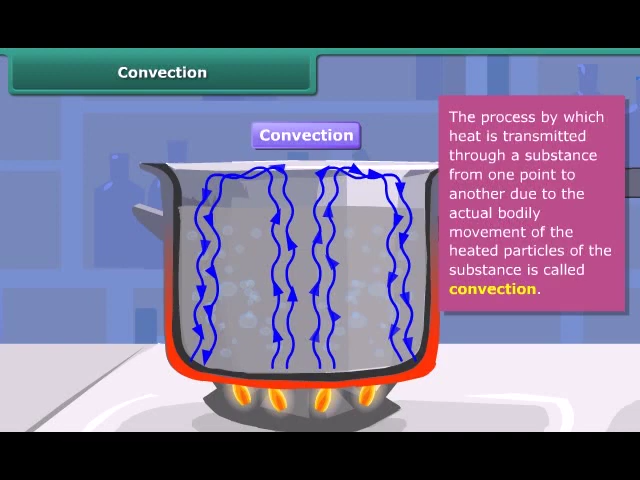 Convection
Convection
The process by which
heat is transmitted
through a substance
from one point to
another due to the
actual bodily
movement of the
heated particles of the
substance is called
convection.